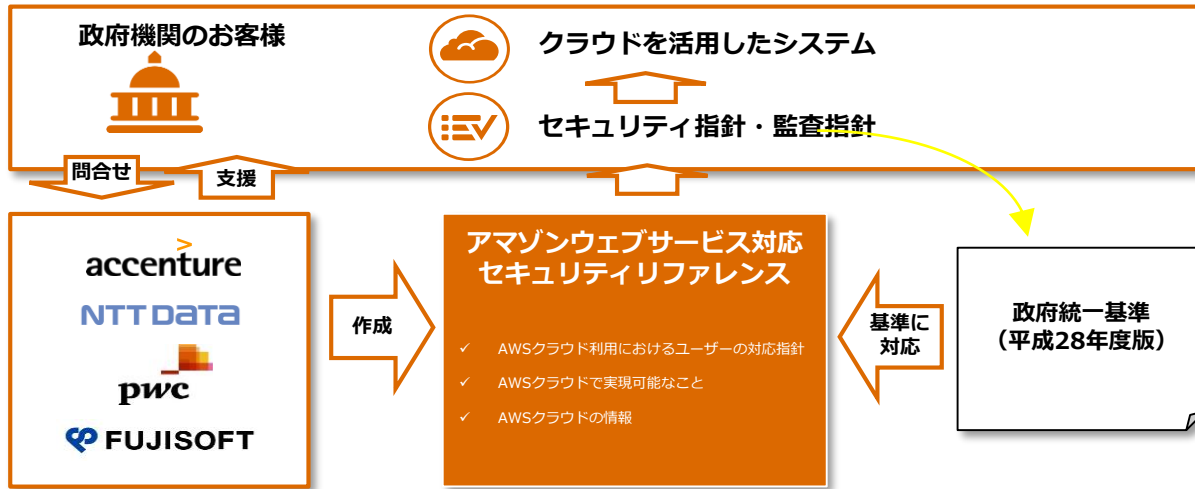 政府機関のお客様
クラウドを活用したシステム
セキュリティ指針・監査指針
問合せ
支援
accenture
NTT DATA
pwc
FUJISOFT
作成
アマゾンウェブサービス対応
セキュリティリファレンス
✓ AWSクラウド利用におけるユーザーの対応指針
✓ AWSクラウドで実現可能なこと
✓ AWSクラウドの情報
基準に
対応
政府統一基準
（平成28年度版）